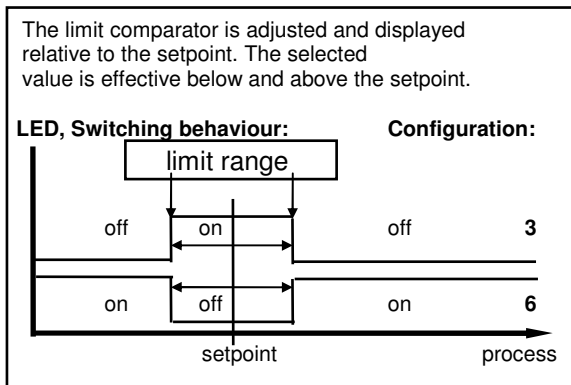 The limit comparator is adjusted and displayed
relative to the setpoint. The selected
value is effective below and above the setpoint.
LED, Switching behaviour: Configuration:
limit range
off on off 3
on off on 6
setpoint process